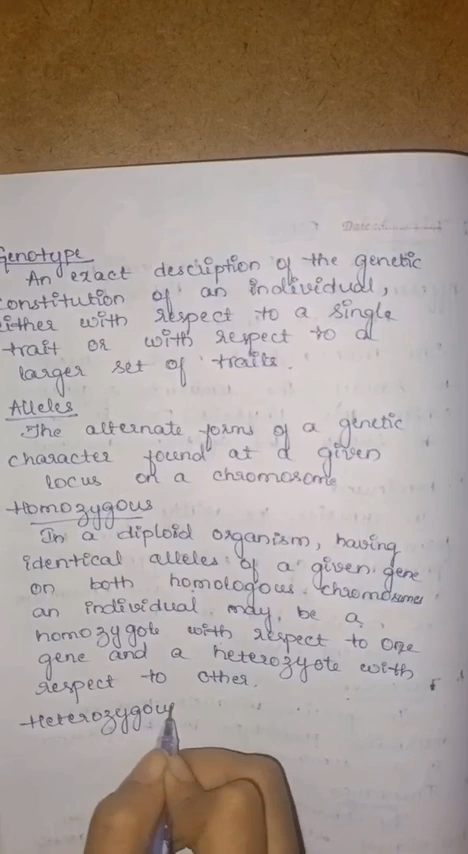 Date
Genotype
An exact description of the genetic
constitution of an individual,
either with respect to a single
trait or with respect to a
larger set of traits.
Alleles
The alternate forms of a genetic
character found at a given
locus on a chromosome
Homozygous
In a diploid organism, having
identical alleles of a given gene
on both homologous chromosomes
an individual may be a
homozygote with respect to one
gene and a heterozyote with
respect to other.
Heterozygou